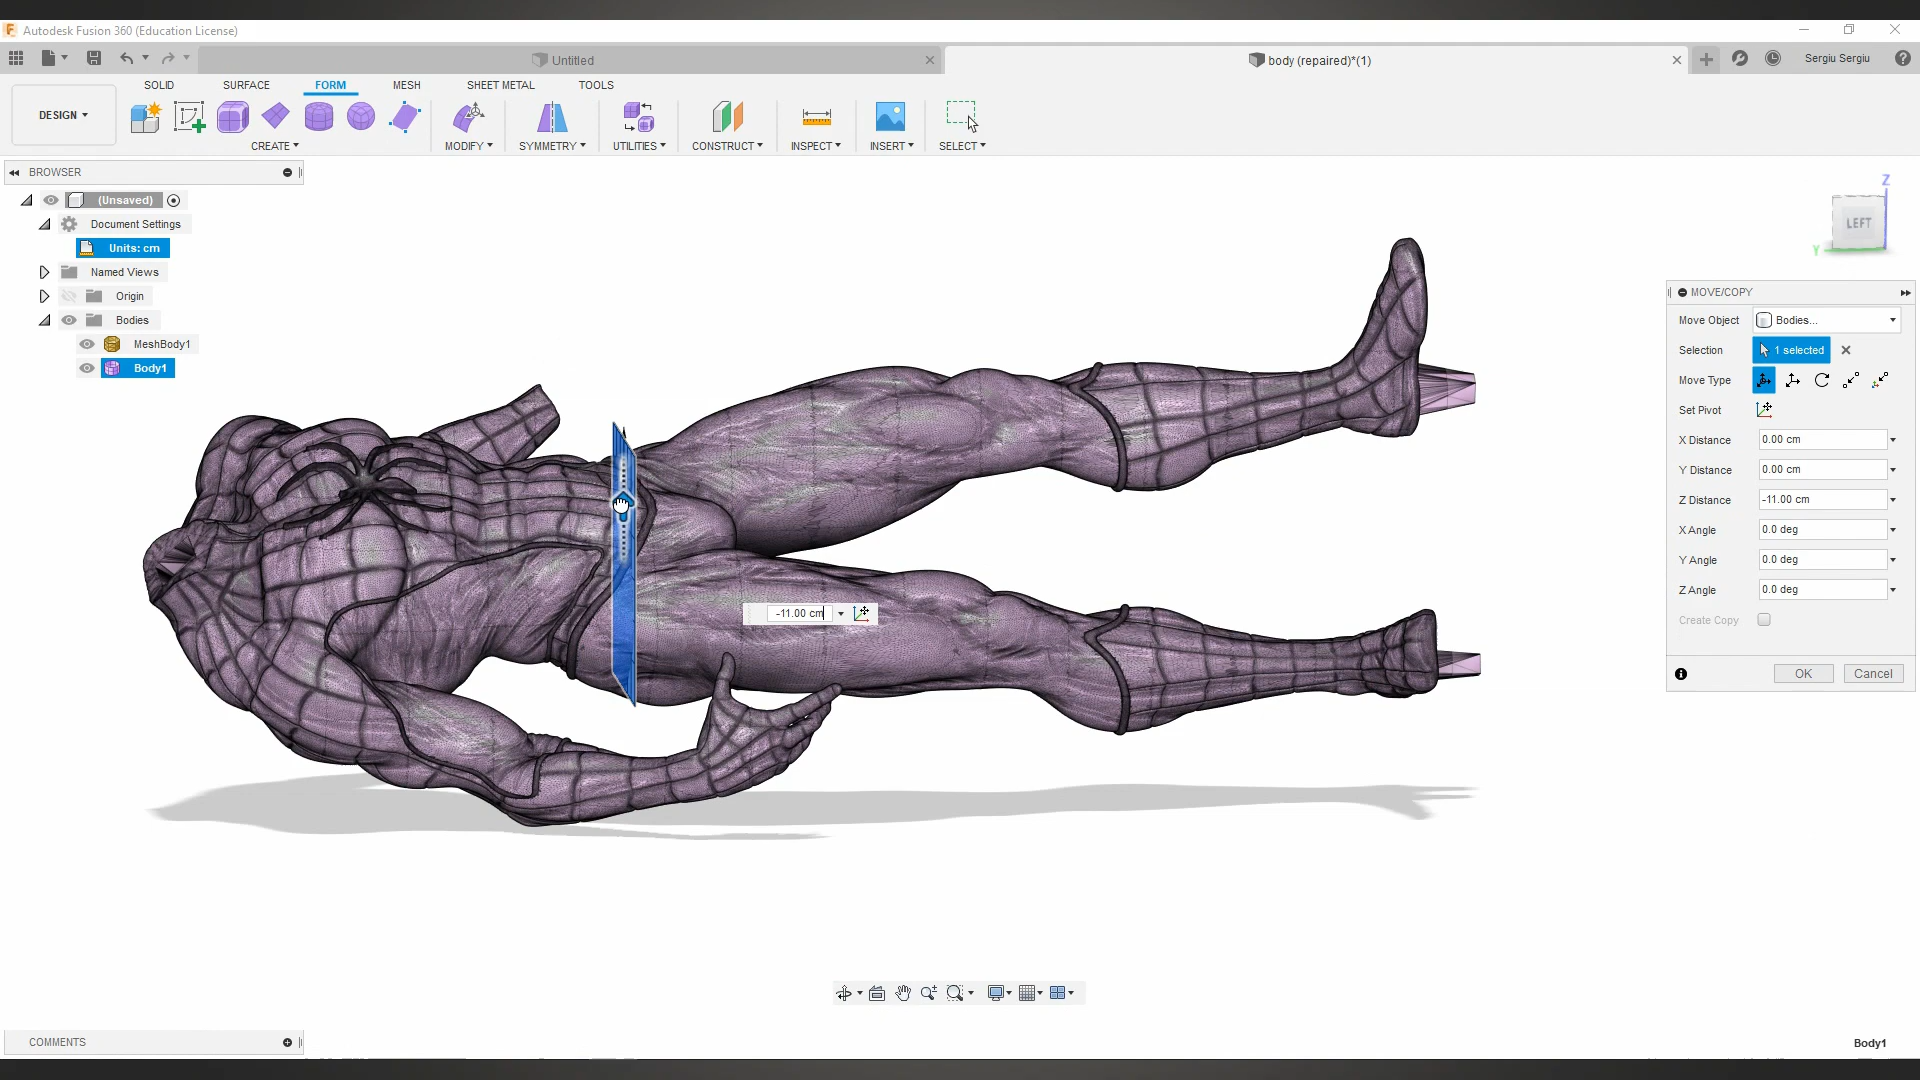 Autodesk Fusion 360 (Education License)
Untitled
body (repaired)*(1)
Sergiu Sergiu
DESIGN
SOLID
SURFACE
FORM
MESH
SHEET METAL
TOOLS
CREATE
MODIFY
SYMMETRY
UTILITIES
CONSTRUCT
INSPECT
INSERT
SELECT
BROWSER
(Unsaved)
Document Settings
Units: cm
Named Views
Origin
Bodies
MeshBody1
Body1
Z
LEFT
Y
MOVE/COPY
Move Object Bodies...
Selection 1 selected
Move Type
Set Pivot
X Distance 0.00 cm
Y Distance 0.00 cm
Z Distance -11.00 cm
X Angle 0.0 deg
Y Angle 0.0 deg
Z Angle 0.0 deg
Create Copy
OK Cancel
-11.00 cm
COMMENTS
Body1